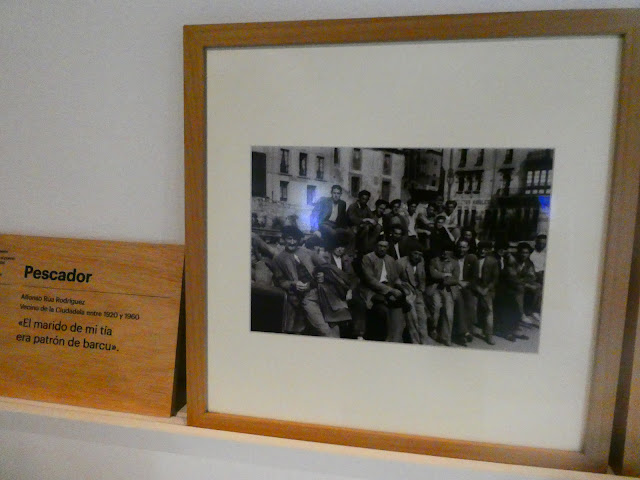 Pescador
Alfonso Rúa Rodríguez
Vecino de la Ciudadela entre 1920 y 1960
«El marido de mi tía
era patrón de barcu».